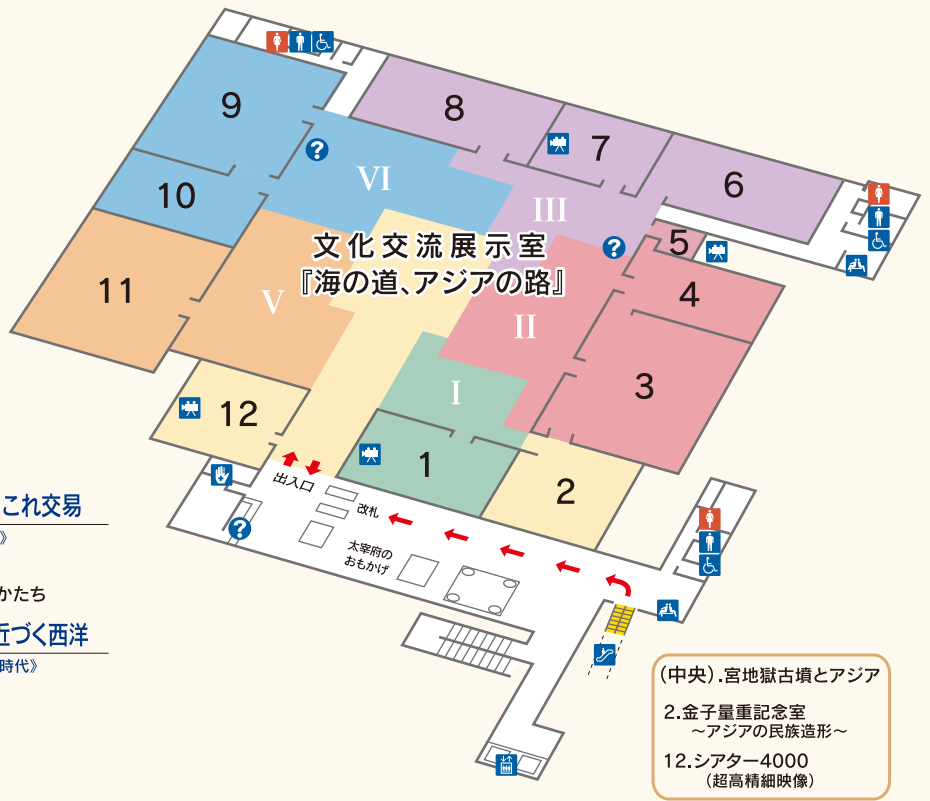 9
8
7
6
10
VI
III
5
文化交流展示室
『海の道、アジアの路』
11
V
II
4
I
3
12
1
2
出入口
改札
太宰府の
おもかげ
これ交易
》
かたち
近づく西洋
時代》
(中央).宮地獄古墳とアジア
2.金子量重記念室
～アジアの民族造形～
12.シアター4000
(超高精細映像)